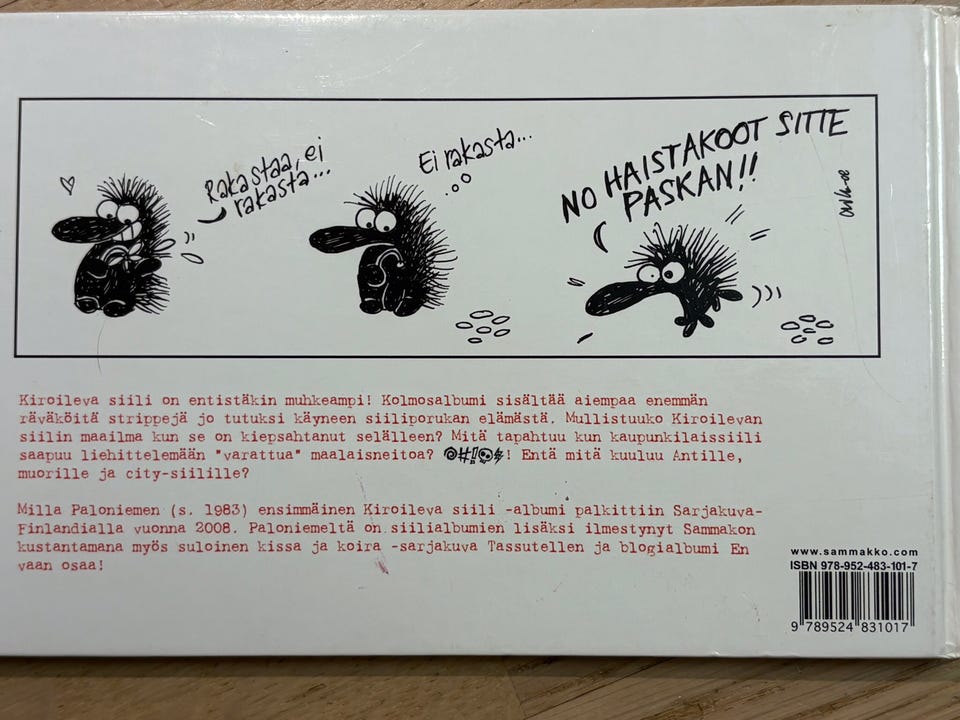 Rakastaa, ei
rakasta...
Ei rakasta...
NO HAISTAKOOT SITTE
PASKAN!!
Kiroileva siili on entistäkin muhkeampi! Kolmosalbumi sisältää aiempaa enemmän
räväköitä strippejä jo tutuksi käyneen siiliporukan elämästä. Mullistuuko Kiroilevan
siilin maailma kun se on kiepsahtanut selälleen? Mitä tapahtuu kun kaupunkilaissiili
saapuu liehittelemään "varattua" maalaisneitoa? ! Entä mitä kuuluu Antille,
muorille ja city-siilille?
Milla Paloniemen (s. 1983) ensimmäinen Kiroileva siili -albumi palkittiin Sarjakuva-
Finlandialla vuonna 2008. Paloniemeltä on siilialbumien lisäksi ilmestynyt Sammakon
kustantamana myös suloinen kissa ja koira -sarjakuva Tassutellen ja blogialbumi En
vaan osaa!
www.sammakko.com
ISBN 978-952-483-101-7
9 789524 831017